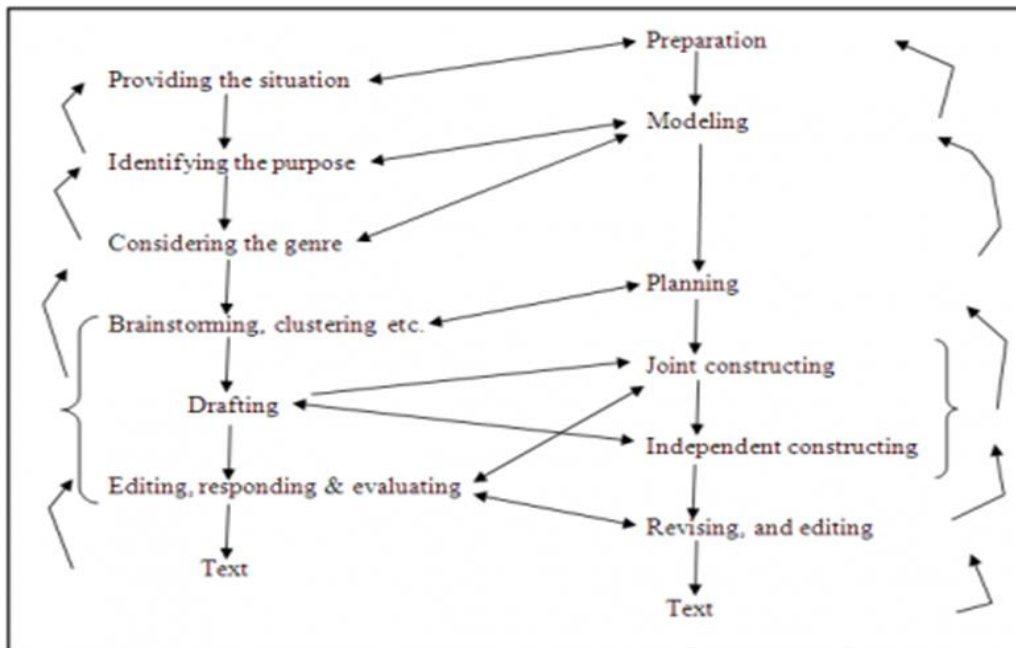 Providing the situation
Identifying the purpose
Considering the genre
Brainstorming, clustering etc.
Drafting
Editing, responding & evaluating
Text
Preparation
Modeling
Planning
Joint constructing
Independent constructing
Revising, and editing
Text